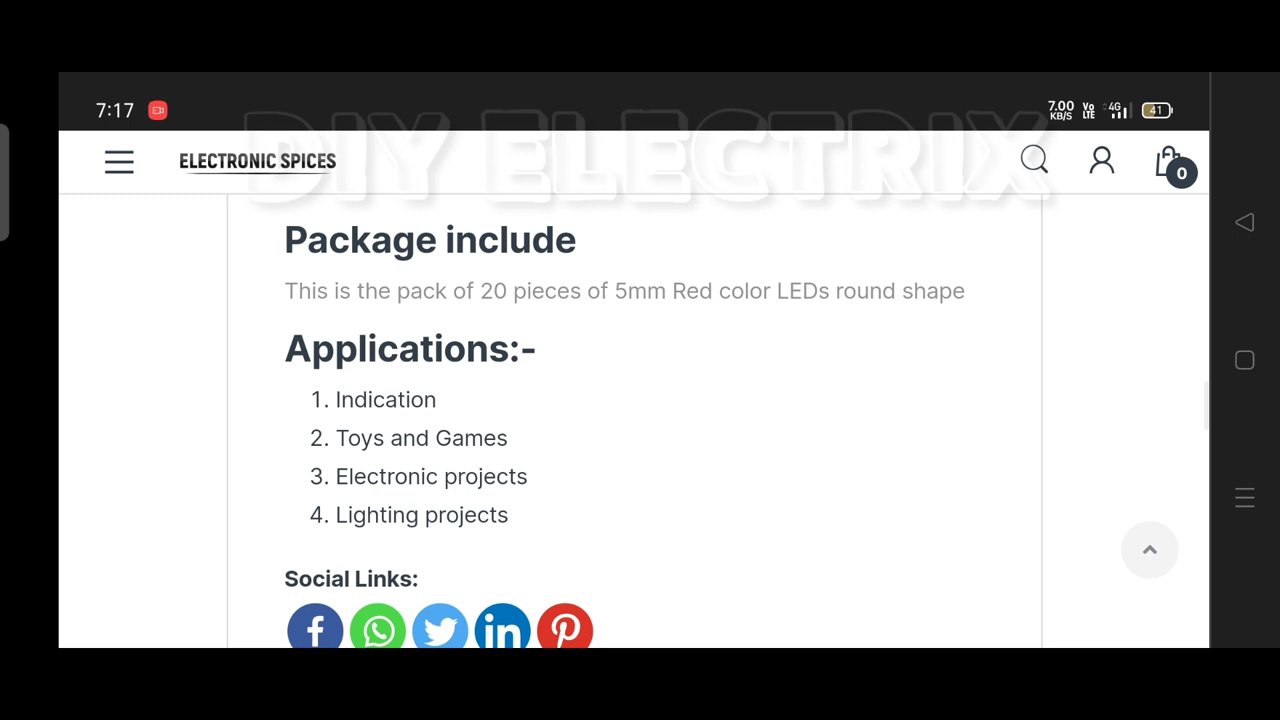 7:17
7.00
KB/S
Vo
LTE
4G
41
DIY ELECTRIX
ELECTRONIC SPICES
0
Package include
This is the pack of 20 pieces of 5mm Red color LEDs round shape
Applications:-
1. Indication
2. Toys and Games
3. Electronic projects
4. Lighting projects
Social Links:
f
in